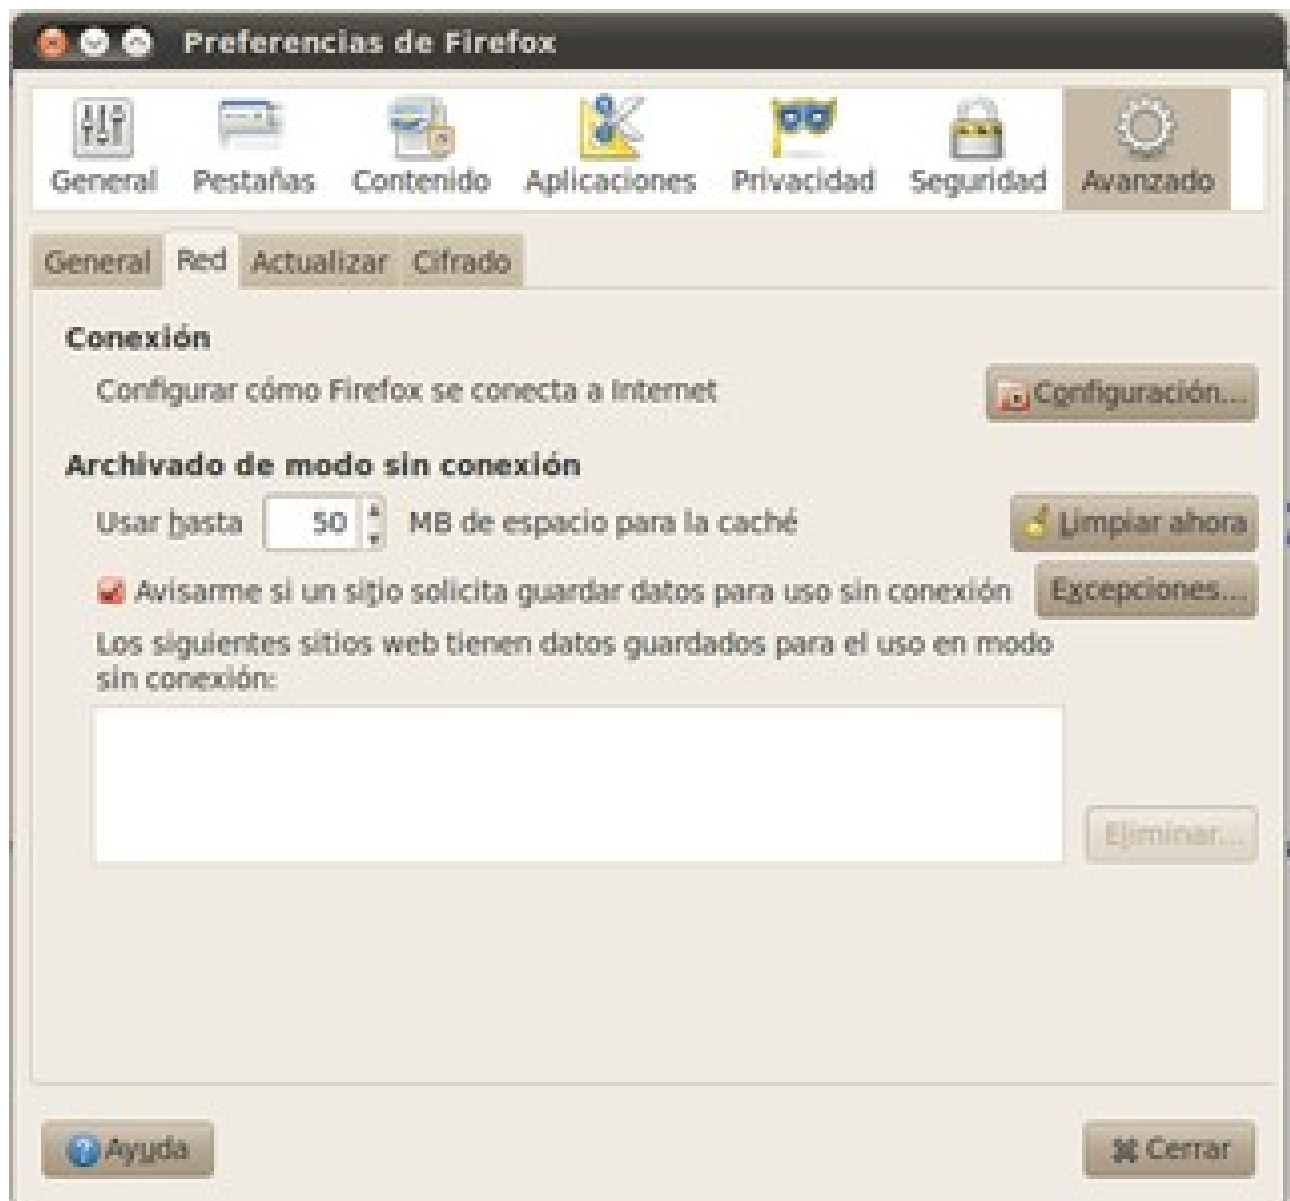 Preferencias de Firefox
General Pestañas Contenido Aplicaciones Privacidad Seguridad Avanzado
General Red Actualizar Cifrado
Conexión
Configurar cómo Firefox se conecta a Internet Configuración...
Archivado de modo sin conexión
Usar hasta 50 MB de espacio para la caché Limpiar ahora
Avisarme si un sitio solicita guardar datos para uso sin conexión Excepciones...
Los siguientes sitios web tienen datos guardados para el uso en modo
sin conexión:
Eliminar...
Ayuda Cerrar